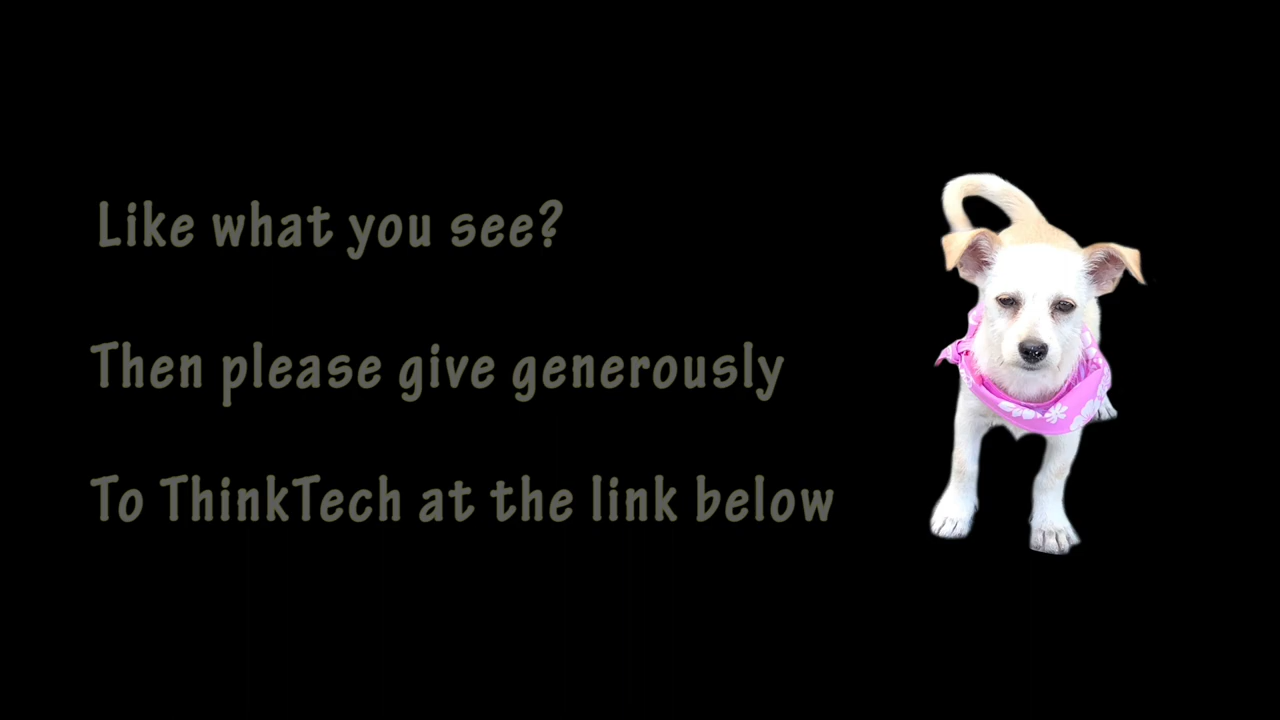 Like what you see?
Then please give generously
To ThinkTech at the link below